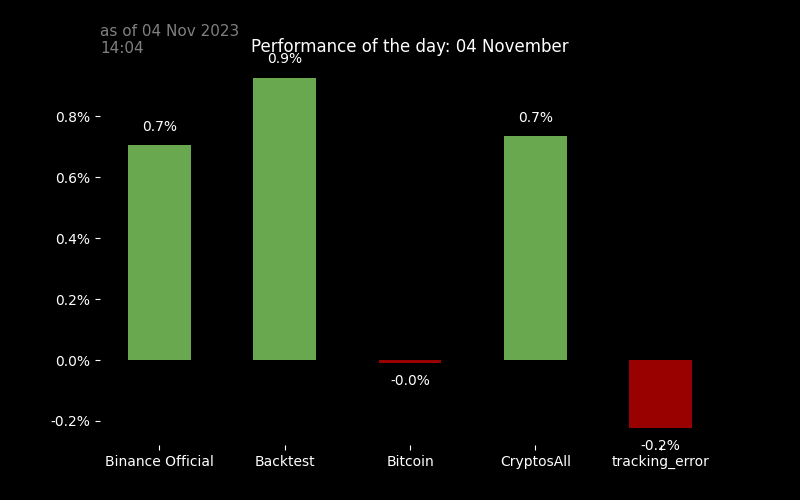 as of 04 Nov 2023
14:04
Performance of the day: 04 November
0.9%
0.8%
0.7%
0.7%
0.6%
0.4%
0.2%
0.0%
-0.0%
-0.2%
-0.2%
Binance Official
Backtest
Bitcoin
CryptosAll
tracking_error